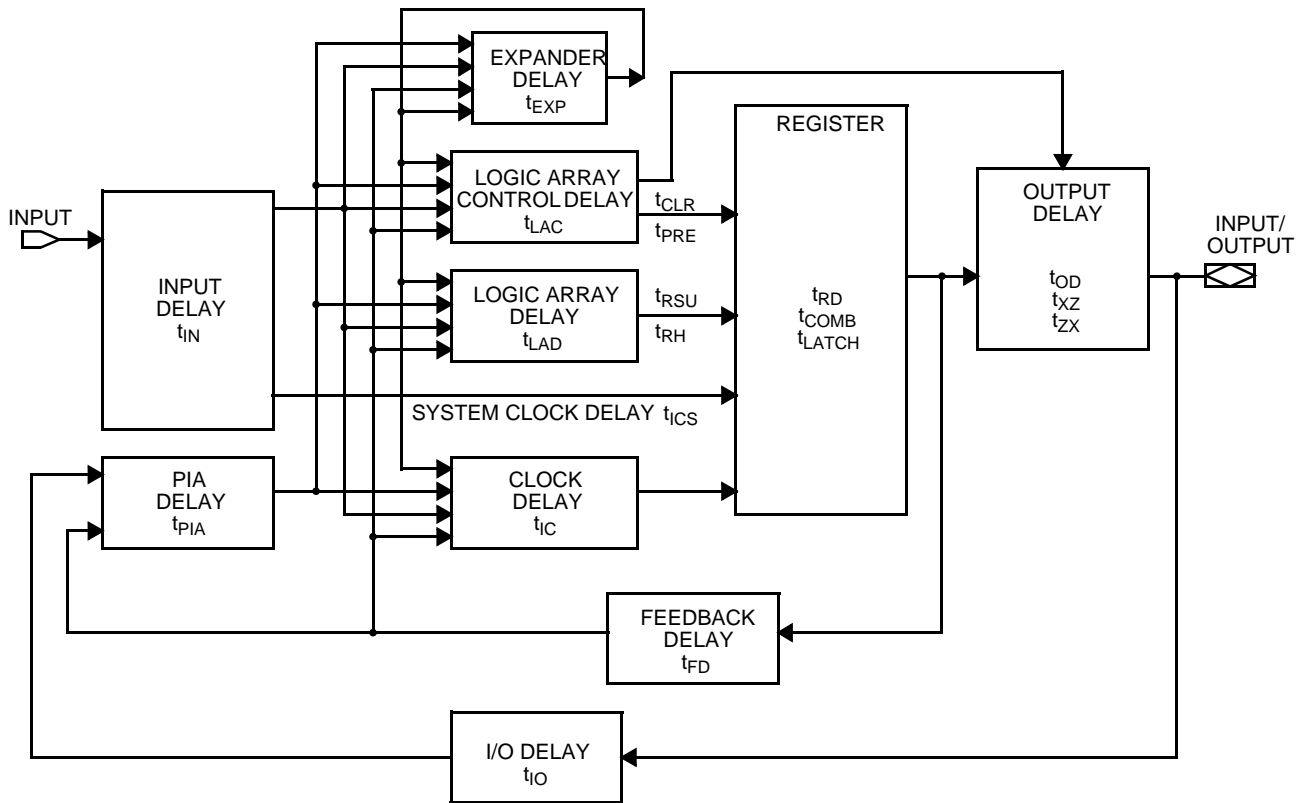 EXPANDER
DELAY
tEXP
REGISTER
LOGIC ARRAY
CONTROL DELAY
tLAC
tCLR
tPRE
OUTPUT
DELAY
tOD
tXZ
tZX
INPUT
INPUT/
OUTPUT
INPUT
DELAY
tIN
LOGIC ARRAY
DELAY
tLAD
tRSU
tRH
tRD
tCOMB
tLATCH
SYSTEM CLOCK DELAY tICS
PIA
DELAY
tPIA
CLOCK
DELAY
tIC
FEEDBACK
DELAY
tFD
I/O DELAY
tIO